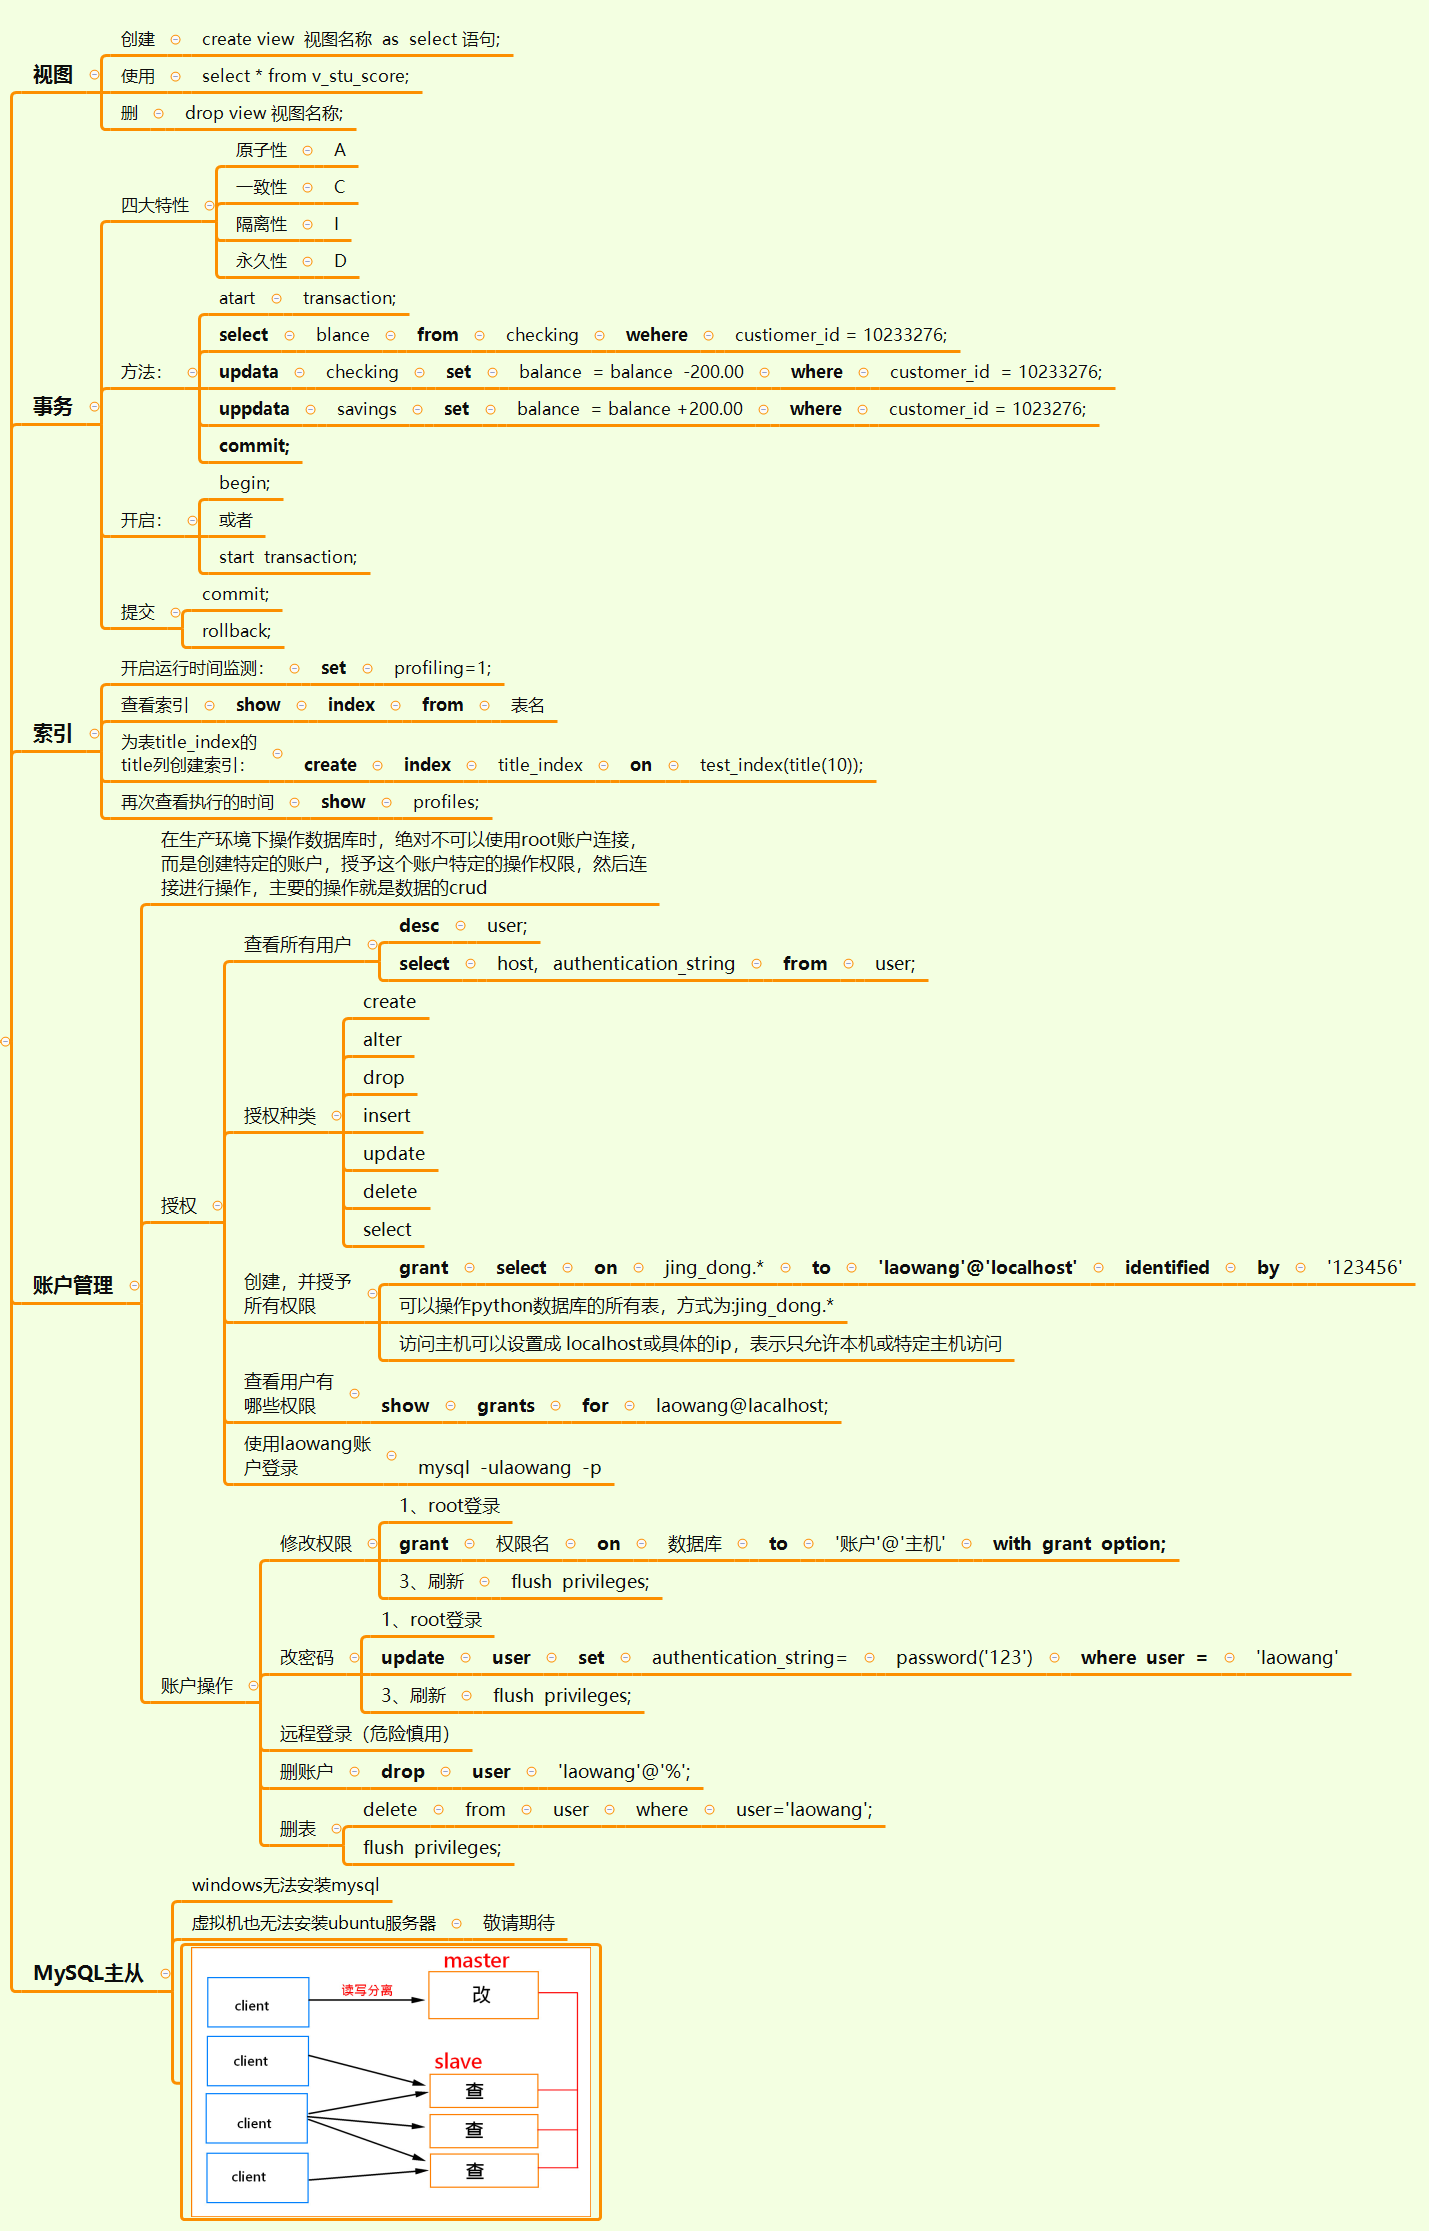 视图
创建 create view 视图名称 as select 语句;
使用 select * from v_stu_score;
删 drop view 视图名称;
事务
四大特性
原子性 A
一致性 C
隔离性 I
永久性 D
方法:
atart transaction;
select blance from checking wehere custiomer_id = 10233276;
updata checking set balance = balance -200.00 where customer_id = 10233276;
uppdata savings set balance = balance +200.00 where customer_id = 1023276;
commit;
开启:
begin;
或者
start transaction;
提交
commit;
rollback;
索引
开启运行时间监测: set profiling=1;
查看索引 show index from 表名
为表title_index的
title列创建索引: create index title_index on test_index(title(10));
再次查看执行的时间 show profiles;
账户管理
在生产环境下操作数据库时，绝对不可以使用root账户连接，
而是创建特定的账户，授予这个账户特定的操作权限，然后连
接进行操作，主要的操作就是数据的crud
授权
查看所有用户
desc user;
select host, authentication_string from user;
授权种类
create
alter
drop
insert
update
delete
select
创建，并授予
所有权限
grant select on jing_dong.* to 'laowang'@'localhost' identified by '123456'
可以操作python数据库的所有表，方式为:jing_dong.*
访问主机可以设置成 localhost或具体的ip，表示只允许本机或特定主机访问
查看用户有
哪些权限 show grants for laowang@lacalhost;
使用laowang账
户登录 mysql -ulaowang -p
账户操作
修改权限
1、root登录
grant 权限名 on 数据库 to '账户'@'主机' with grant option;
3、刷新 flush privileges;
改密码
1、root登录
update user set authentication_string= password('123') where user = 'laowang'
3、刷新 flush privileges;
远程登录（危险慎用）
删账户 drop user 'laowang'@'%';
删表
delete from user where user='laowang';
flush privileges;
MySQL主从
windows无法安装mysql
虚拟机也无法安装ubuntu服务器 敬请期待
master
client 读写分离 改
client
slave
查
client
查
client
查